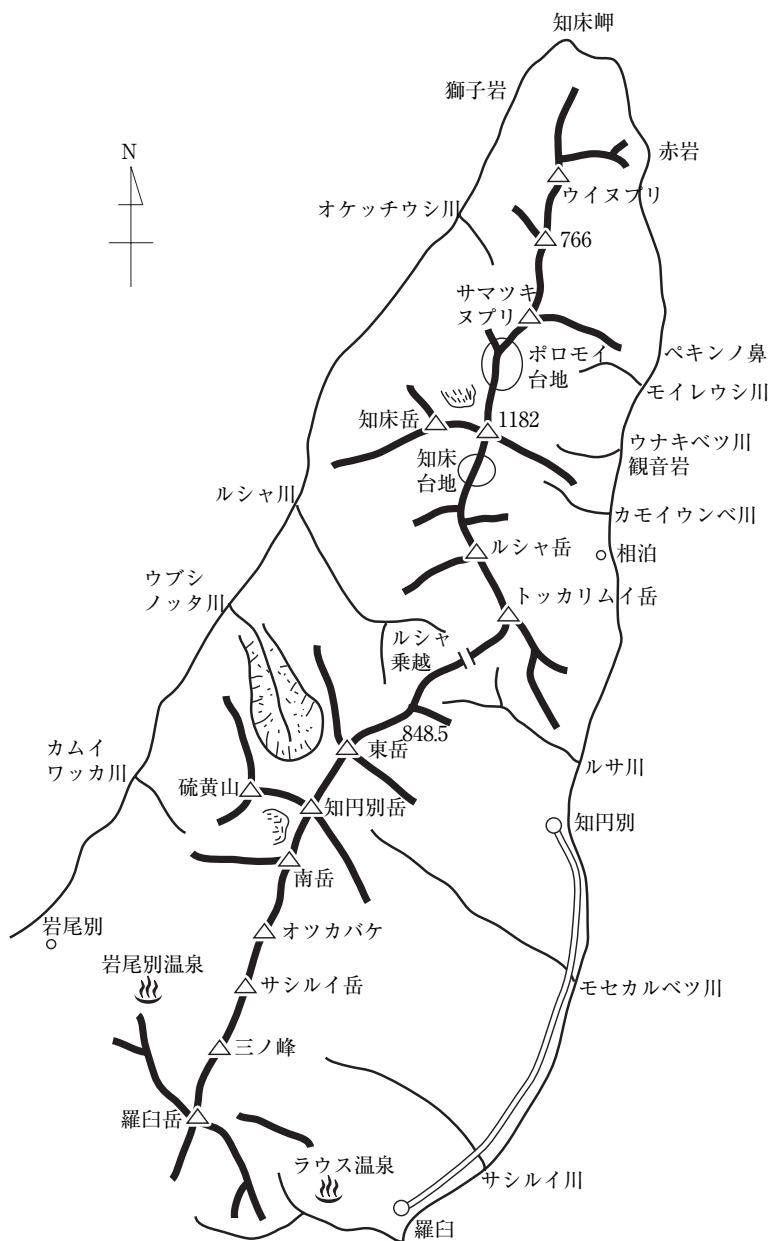 知床岬
獅子岩
N
赤岩
ウイヌプリ
オケッチウシ川
766
サマツキ
ヌプリ
ポロモイ
台地
ペキンノ鼻
モイレウシ川
知床岳
1182
ウナキベツ川
観音岩
知床
台地
ルシャ川
カモイウンベ川
ルシャ岳
相泊
ウブシ
ノッタ川
トッカリムイ岳
ルシャ
乗越
848.5
カムイ
ワッカ川
東岳
ルサ川
硫黄山
知円別岳
知円別
南岳
岩尾別
オツカバケ
岩尾別温泉
サシルイ岳
モセカルベツ川
三ノ峰
羅臼岳
ラウス温泉
サシルイ川
羅臼